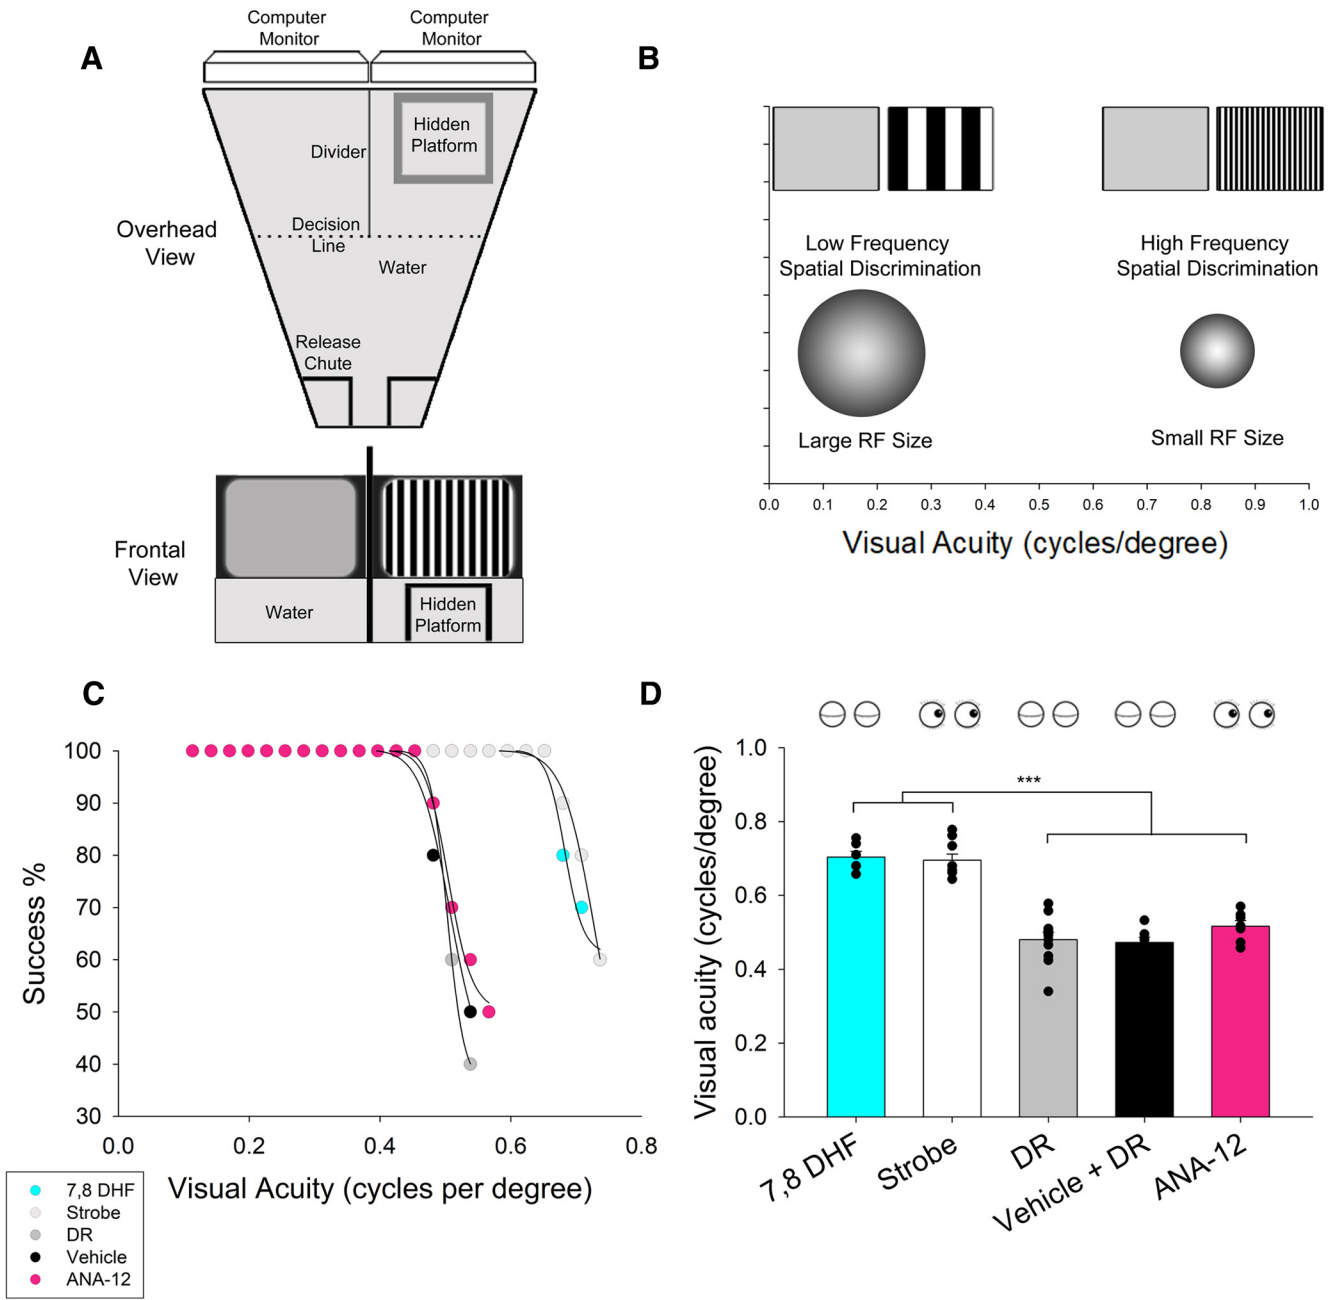 A
Computer
Monitor
Computer
Monitor
Hidden
Platform
Divider
Decision
Line
Overhead
View
Water
Release
Chute
Frontal
View
Water
Hidden
Platform
B
Low Frequency
Spatial Discrimination
High Frequency
Spatial Discrimination
Large RF Size
Small RF Size
0.0 0.1 0.2 0.3 0.4 0.5 0.6 0.7 0.8 0.9 1.0
Visual Acuity (cycles/degree)
C
100
90
80
70
60
50
40
30
Success %
0.0 0.2 0.4 0.6 0.8
Visual Acuity (cycles per degree)
7,8 DHF
Strobe
DR
Vehicle
ANA-12
D
***
1.0
0.8
0.6
0.4
0.2
0.0
Visual acuity (cycles/degree)
7,8 DHF
Strobe
DR
Vehicle + DR
ANA-12